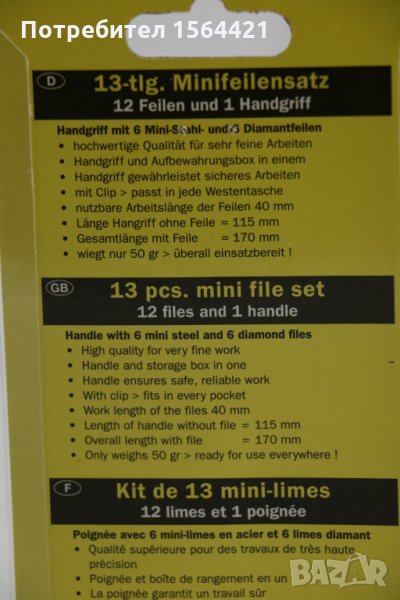 Потребител 1564421
D
13-tlg. Minifeilensatz
12 Feilen und 1 Handgriff
Handgriff mit 6 Mini-Stahl- und 6 Diamantfeilen
• hochwertige Qualität für sehr feine Arbeiten
• Handgriff und Aufbewahrungsbox in einem
• Handgriff gewährleistet sicheres Arbeiten
• mit Clip > passt in jede Westentasche
• nutzbare Arbeitslänge der Feilen 40 mm
• Länge Hangriff ohne Feile = 115 mm
• Gesamtlänge mit Feile = 170 mm
• wiegt nur 50 gr > überall einsatzbereit !
GB
13 pcs. mini file set
12 files and 1 handle
Handle with 6 mini steel and 6 diamond files
• High quality for very fine work
• Handle and storage box in one
• Handle ensures safe, reliable work
• With clip > fits in every pocket
• Work length of the files 40 mm
• Length of handle without file = 115 mm
• Overall length with file = 170 mm
• Only weighs 50 gr > ready for use everywhere !
F
Kit de 13 mini-limes
12 limes et 1 poignée
Poignée avec 6 mini-limes en acier et 6 limes diamant
• Qualité supérieure pour des travaux de très haute
précision
• Poignée et boîte de rangement en un
• La poignée garantit un travail sûr
BAZAR